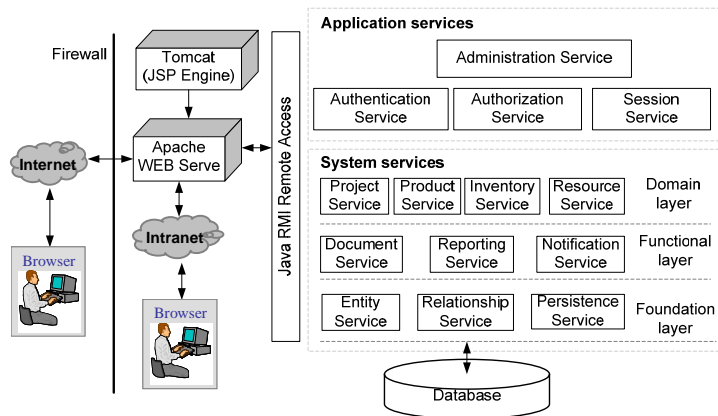 Firewall
Tomcat
(JSP Engine)
Apache
WEB Serve
Internet
Intranet
Browser
Browser
Java RMI Remote Access
Application services
Administration Service
Authentication
Service
Authorization
Service
Session
Service
System services
Project
Service
Product
Service
Inventory
Service
Resource
Service
Domain
layer
Document
Service
Reporting
Service
Notification
Service
Functional
layer
Entity
Service
Relationship
Service
Persistence
Service
Foundation
layer
Database